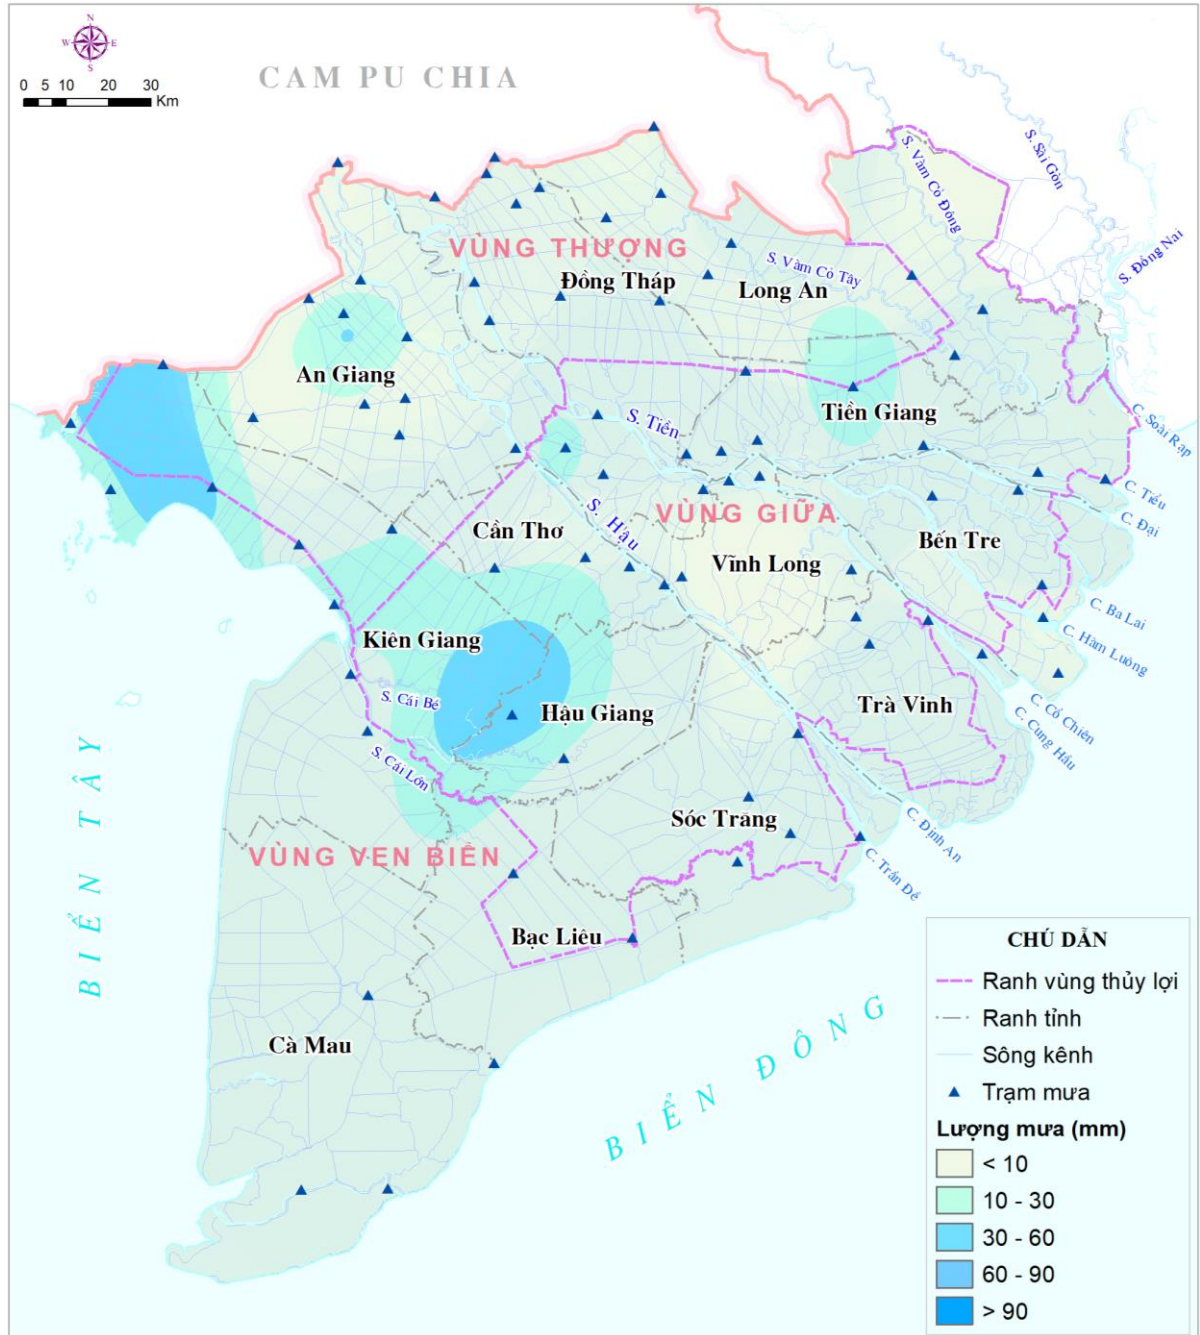 N
W E
S
0 5 10 20 30
Km
CAM PU CHIA
S. Sài Gòn
S. Vàm Cỏ Đông
S. Đồng Nai
VÙNG THƯỢNG
S. Vàm Cỏ Tây
Đồng Tháp
Long An
An Giang
Tiền Giang
C. Soài Rạp
S. Tiền
C. Tiểu
C. Đại
S. Hậu
VÙNG GIỮA
Cần Thơ
Bến Tre
Vĩnh Long
C. Ba Lai
C. Hàm Luông
Kiên Giang
S. Cái Bé
Hậu Giang
Trà Vinh
C. Cổ Chiên
C. Cung Hầu
S. Cái Lớn
BIỂN TÂY
Sóc Trăng
C. Định An
VÙNG VEN BIỂN
C. Trần Đề
Bạc Liêu
Cà Mau
BIỂN ĐÔNG
CHÚ DẪN
Ranh vùng thủy lợi
Ranh tỉnh
Sông kênh
Trạm mưa
Lượng mưa (mm)
< 10
10 - 30
30 - 60
60 - 90
> 90